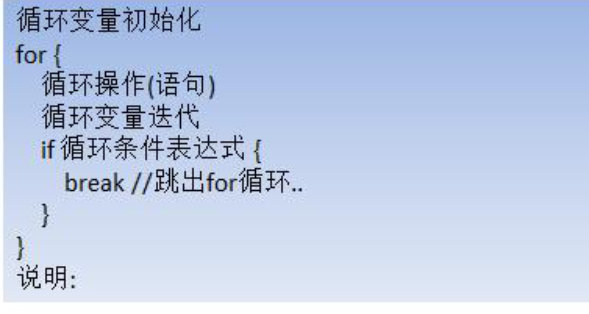 循环变量初始化
for {
循环操作(语句)
循环变量迭代
if 循环条件表达式 {
break //跳出for循环..
}
}
说明: